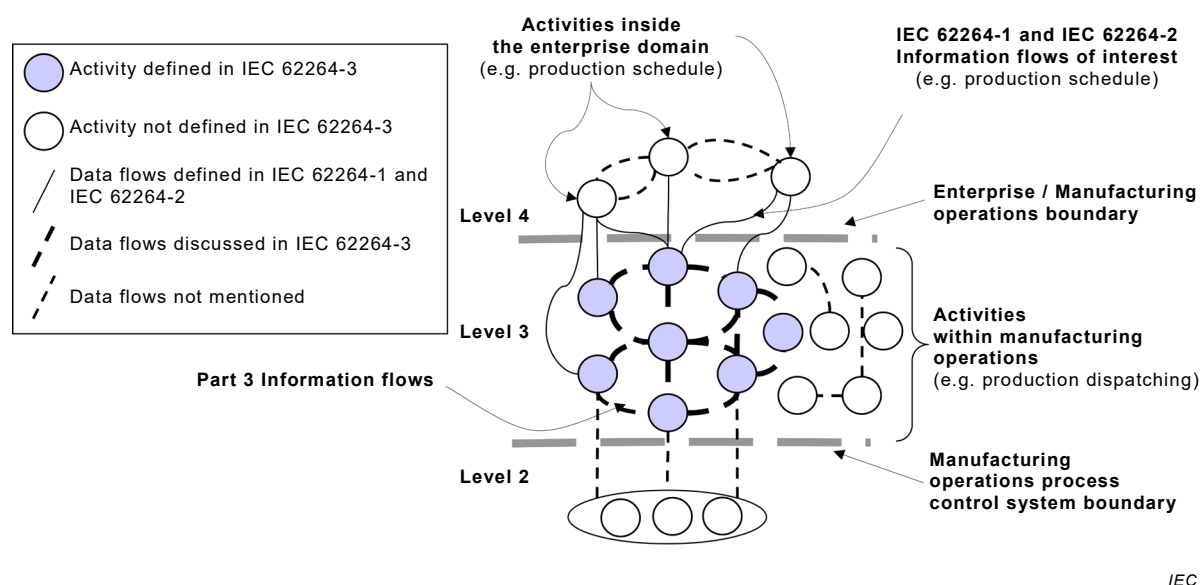 Activities inside
the enterprise domain
(e.g. production schedule)
IEC 62264-1 and IEC 62264-2
Information flows of interest
(e.g. production schedule)
Activity defined in IEC 62264-3
Activity not defined in IEC 62264-3
Data flows defined in IEC 62264-1 and
IEC 62264-2
Data flows discussed in IEC 62264-3
Data flows not mentioned
Level 4
Enterprise / Manufacturing
operations boundary
Level 3
Activities
within manufacturing
operations
(e.g. production dispatching)
Part 3 Information flows
Level 2
Manufacturing
operations process
control system boundary
IEC